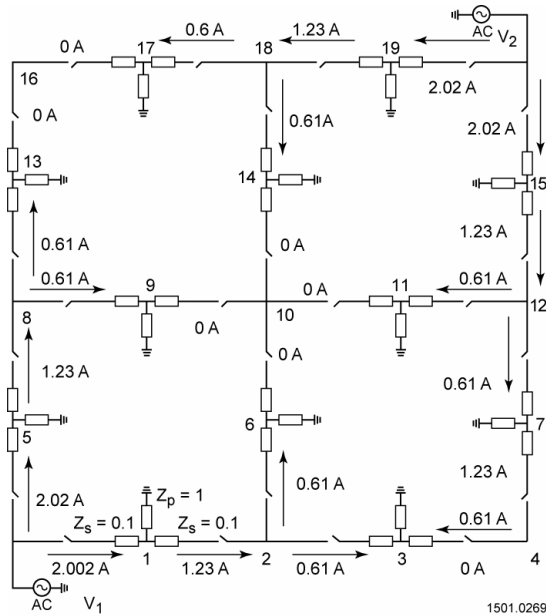 AC V2
0.6 A 1.23 A
0 A 17 18 19
16 2.02 A
0 A 0.61A 2.02 A
13 14 15
0 A 1.23 A
0.61 A
0.61 A 9 0 A 11 0.61 A
8 0 A 10 12
0 A
1.23 A 0.61 A
5 6 7
Zp = 1 1.23 A
2.02 A 0.61 A
Zs = 0.1 Zs = 0.1 0.61 A
1 2 3 4
2.002 A 1.23 A 0.61 A 0 A
AC V1
1501.0269